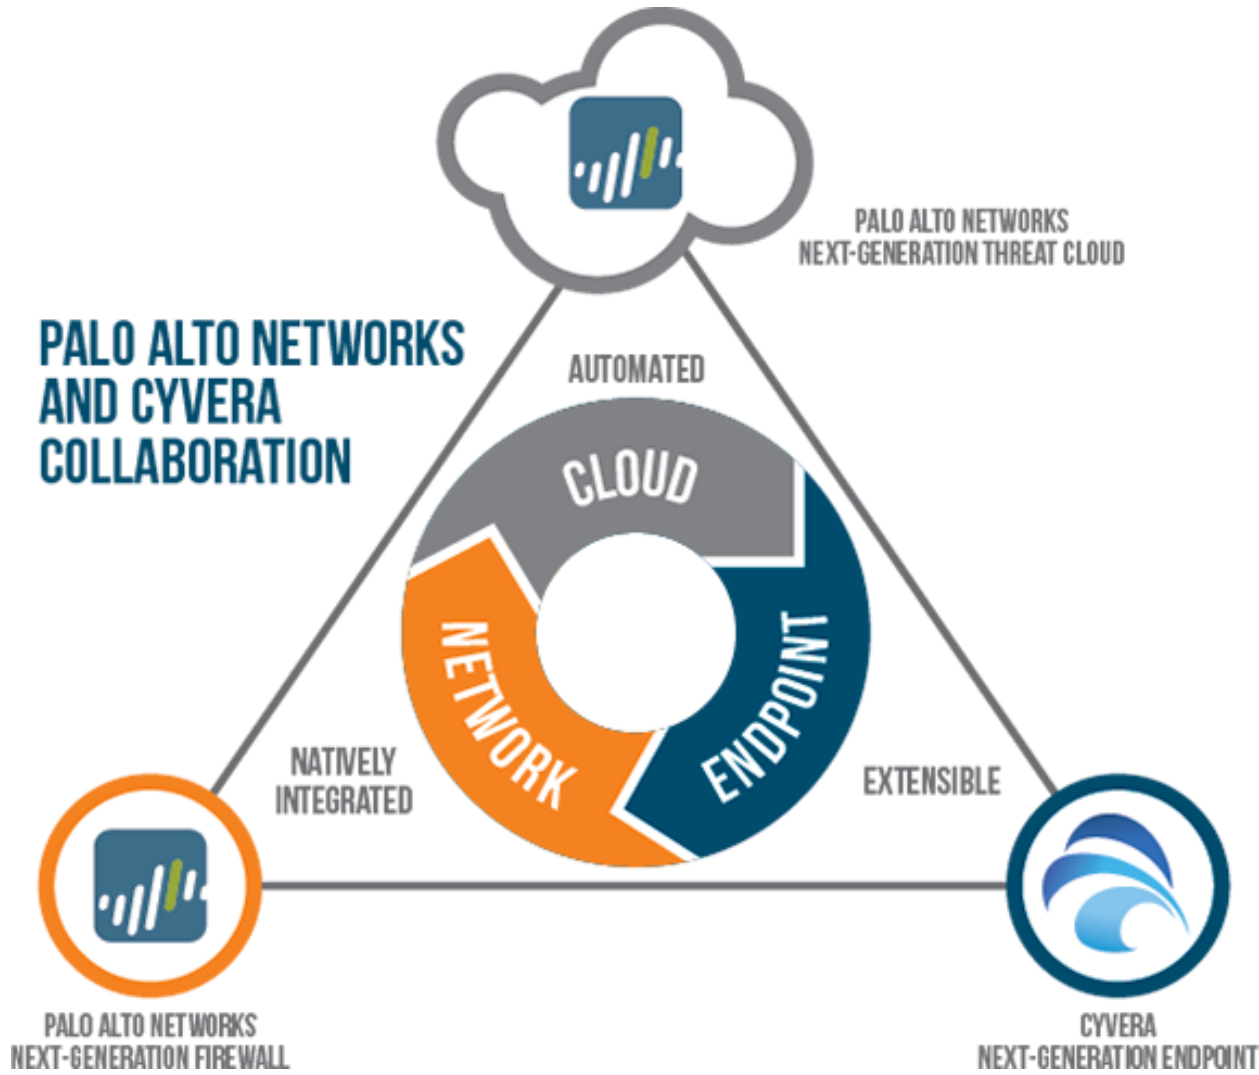 PALO ALTO NETWORKS
NEXT-GENERATION THREAT CLOUD
PALO ALTO NETWORKS
AND CYVERA
COLLABORATION
AUTOMATED
CLOUD
NETWORK
ENDPOINT
NATIVELY
INTEGRATED
EXTENSIBLE
PALO ALTO NETWORKS
NEXT-GENERATION FIREWALL
CYVERA
NEXT-GENERATION ENDPOINT